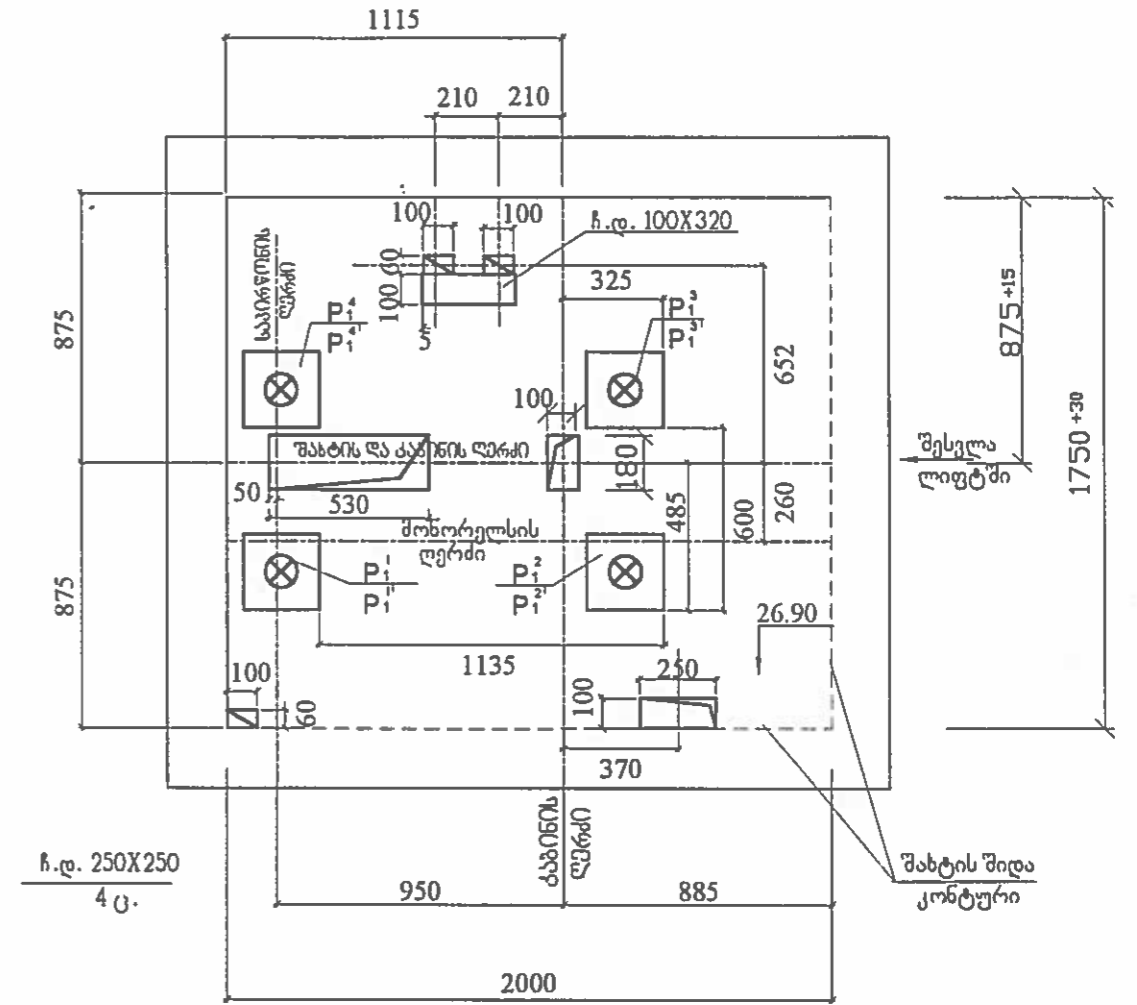 1115
210 210
100 100
ჩ.დ. 100X320
60
325
საპირწონის
ღერძი
100
5
P₁⁴
P₁⁴'
P₁³
P₁³'
875
652
875 +15
1750 +30
100
შახტის და კაბინის ღერძი
180
შესვლა
ლიფტში
50
530
485
600
260
მონორელსის
ღერძი
P₁¹
P₁¹'
P₁²
P₁²'
875
26.90
1135
100
60
250
100
370
კაბინის
ღერძი
ჩ.დ. 250X250
4 ც.
შახტის შიდა
კონტური
950
885
2000